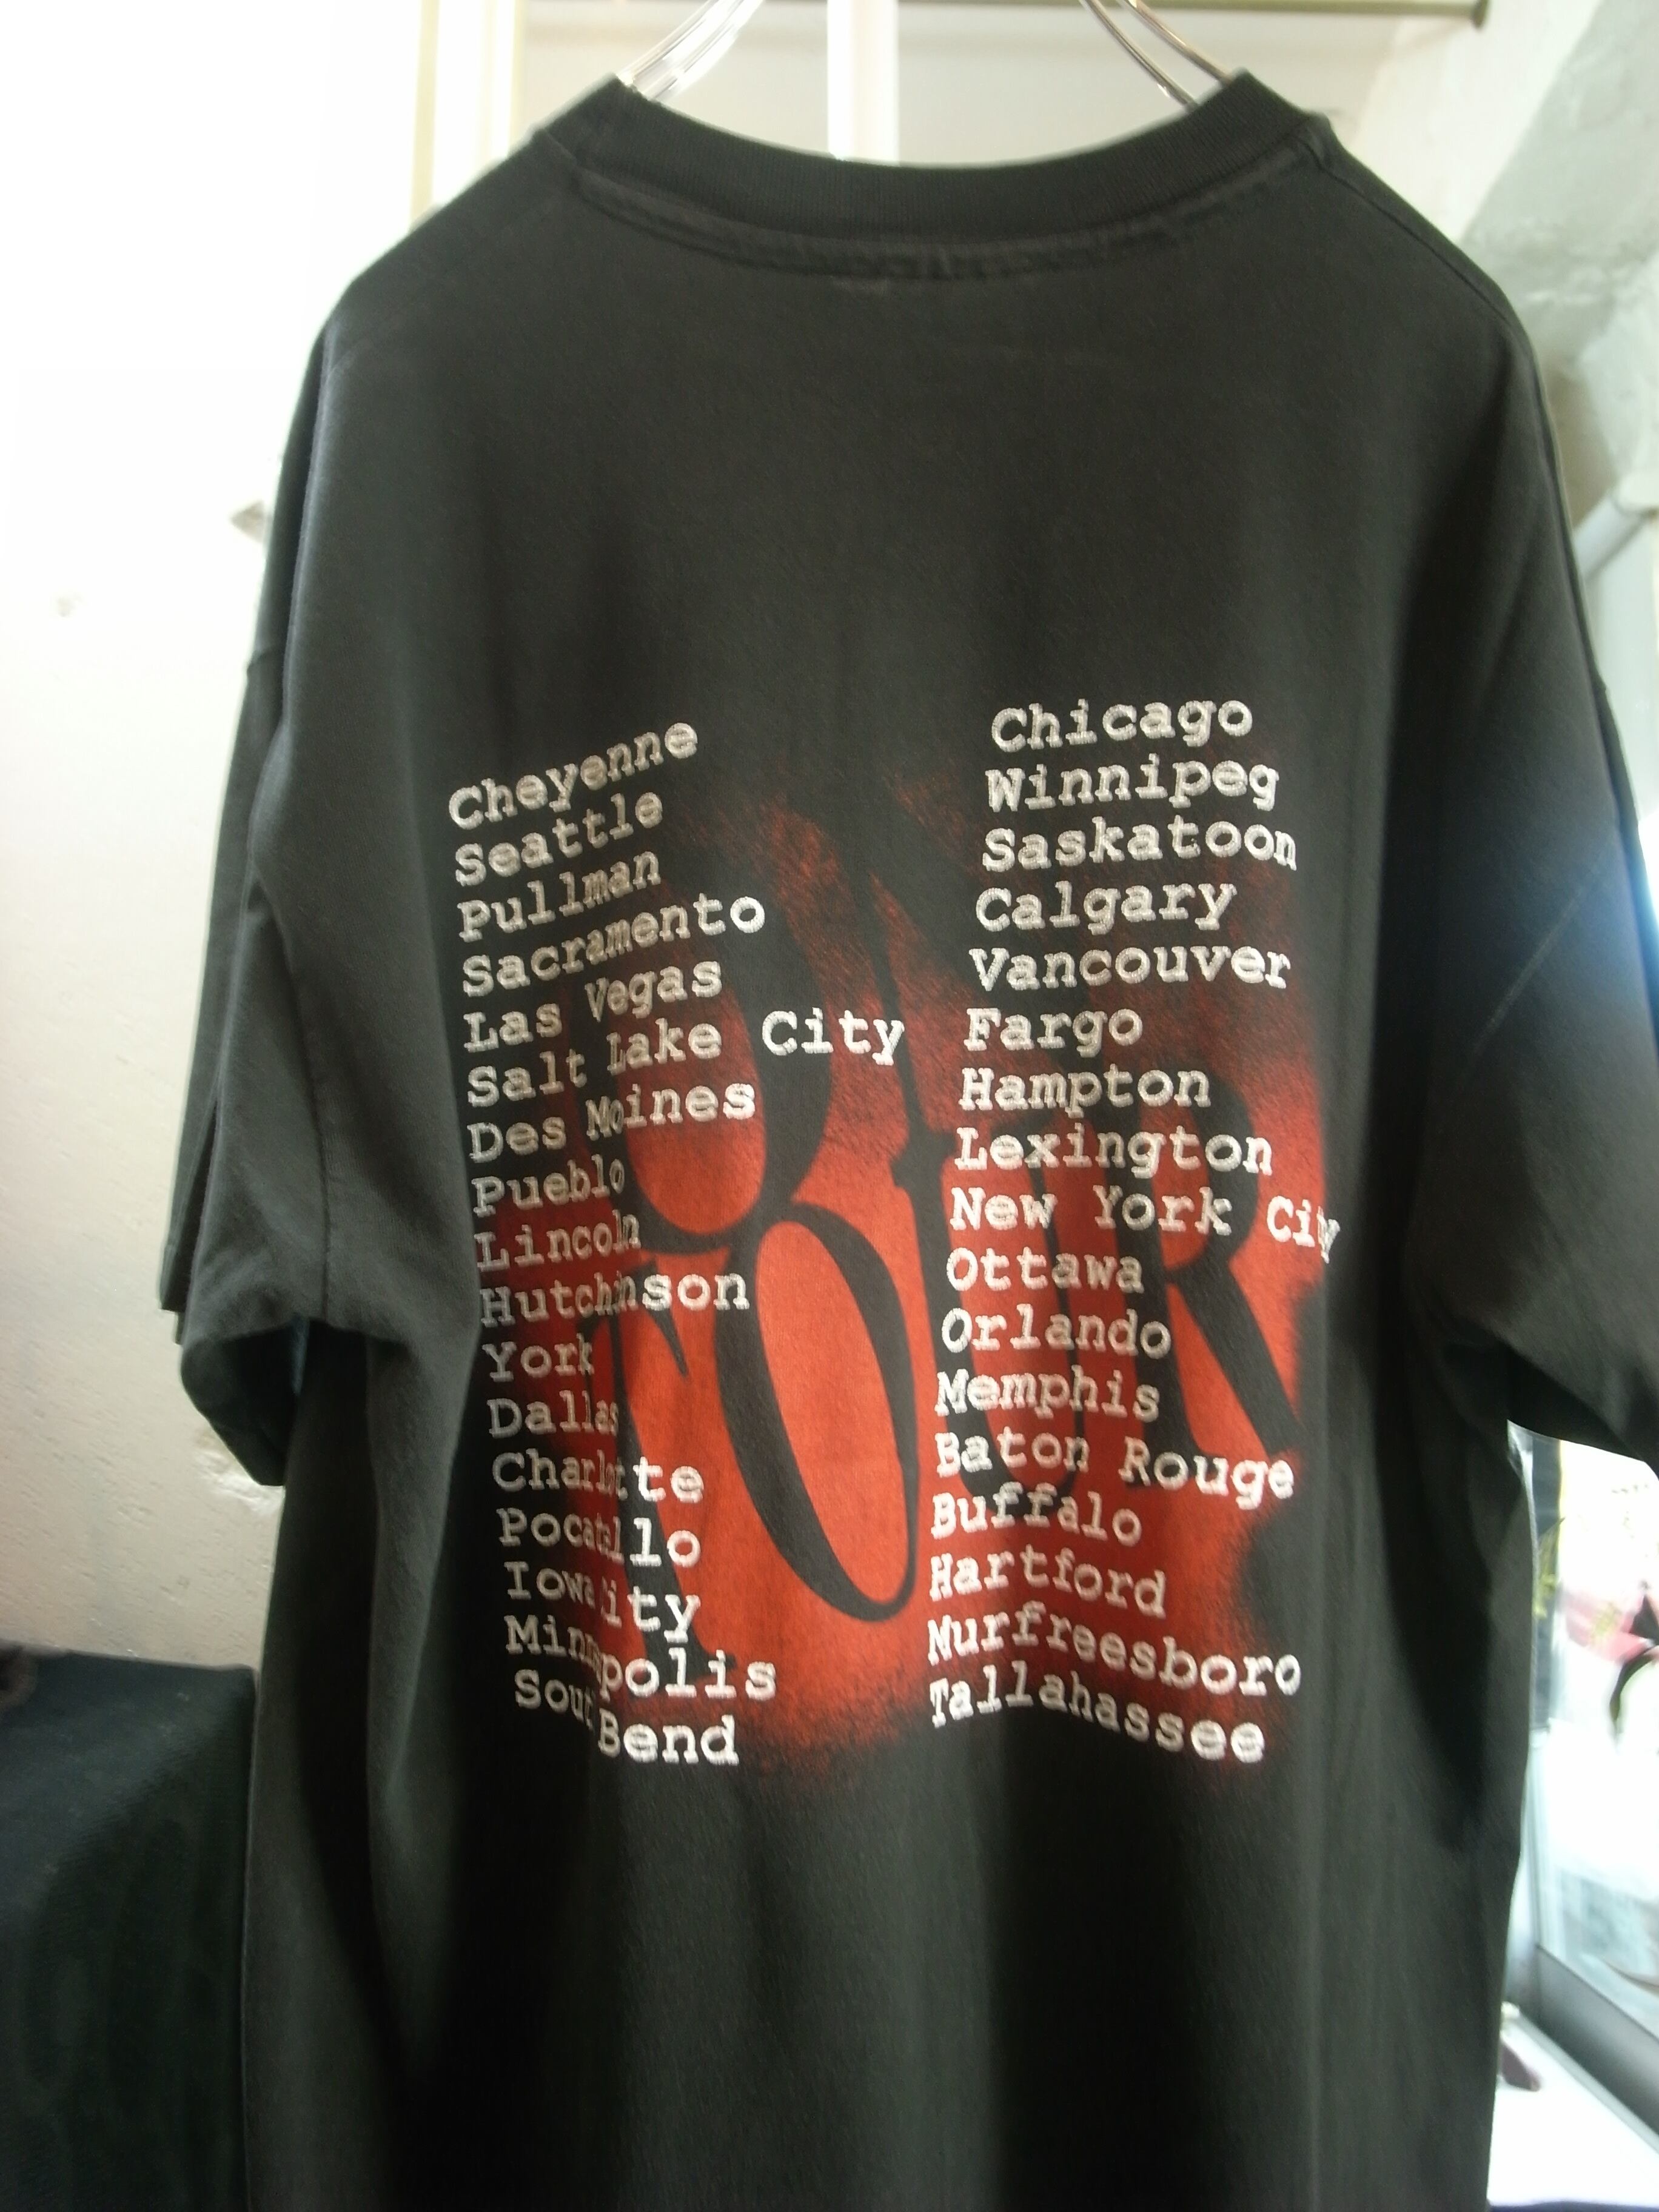 Cheyenne
Seattle
Pullman
Sacramento
Las Vegas
Salt Lake City
Des Moines
Pueblo
Lincoln
Hutchinson
York
Dallas
Charlotte
Pocatello
Iowa City
Minneapolis
South Bend
Chicago
Winnipeg
Saskatoon
Calgary
Vancouver
Fargo
Hampton
Lexington
New York City
Ottawa
Orlando
Memphis
Baton Rouge
Buffalo
Hartford
Murfreesboro
Tallahassee
TOUR